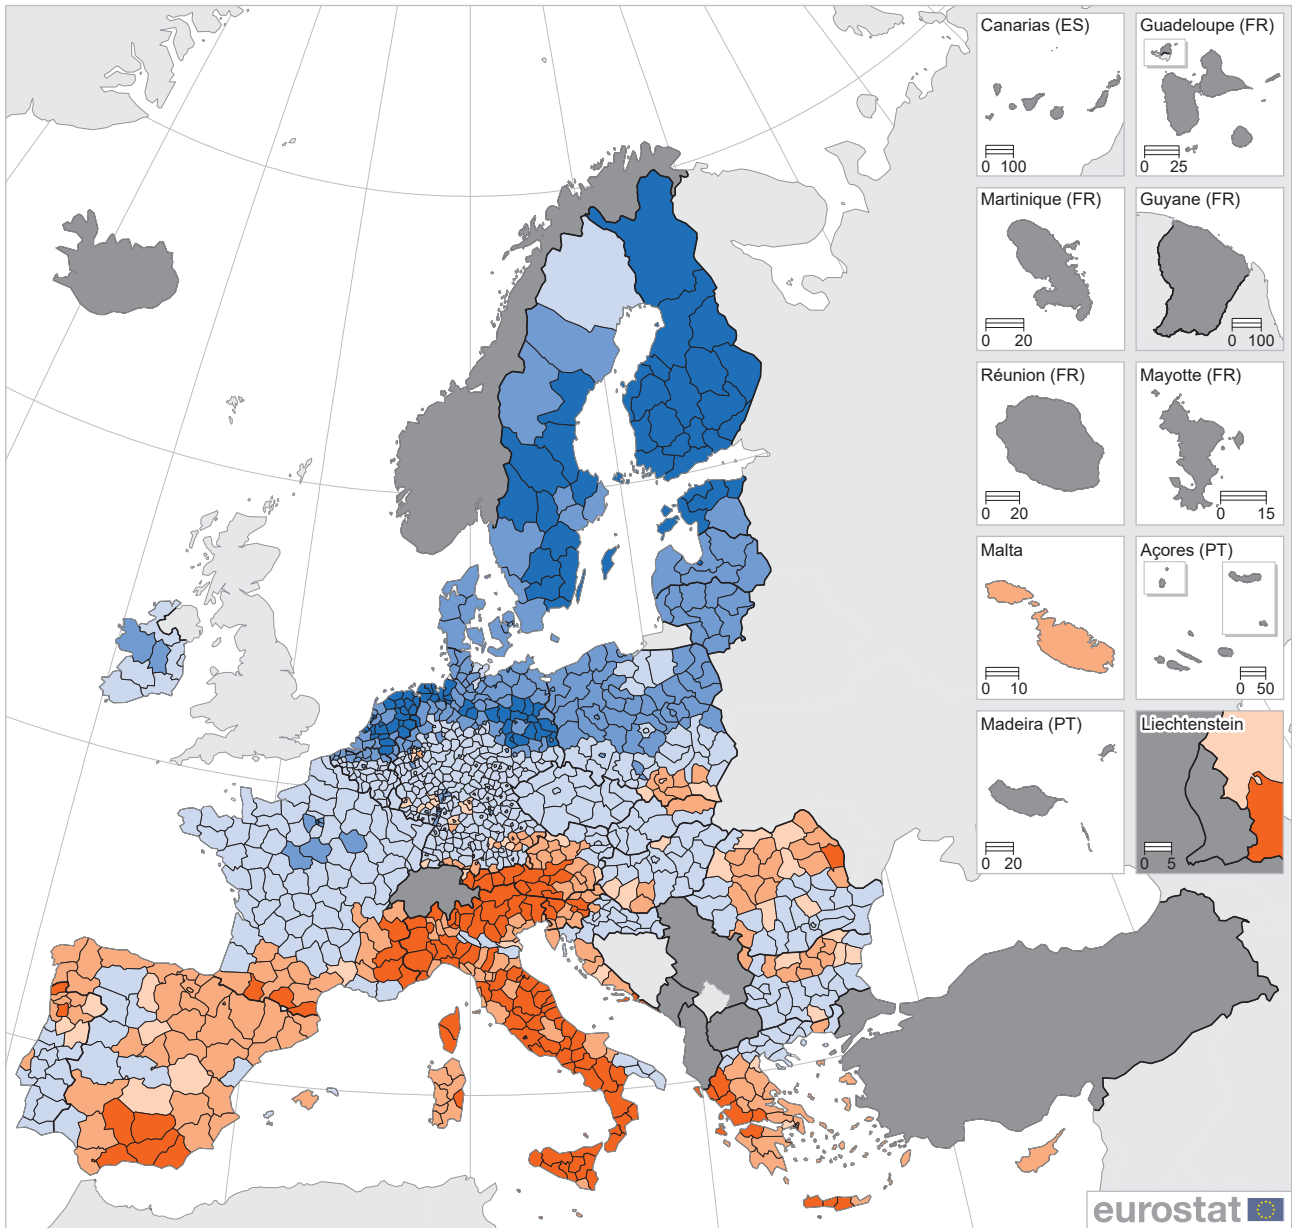 Canarias (ES)
0 100
Guadeloupe (FR)
0 25
Martinique (FR)
0 20
Guyane (FR)
0 100
Réunion (FR)
0 20
Mayotte (FR)
0 15
Malta
0 10
Açores (PT)
0 50
Madeira (PT)
0 20
Liechtenstein
0 5
eurostat